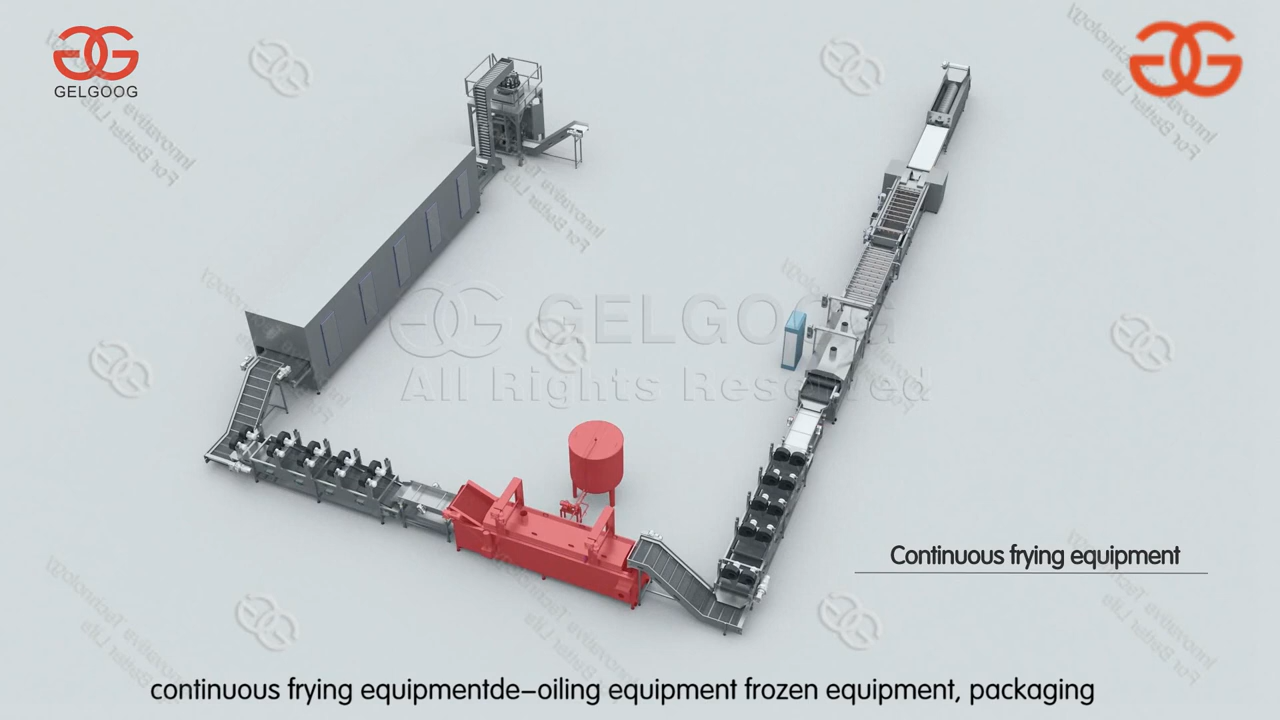 GELGOOG
GELGOOG
All Rights Reserved
Continuous frying equipment
continuous frying equipmentde-oiling equipment frozen equipment, packaging